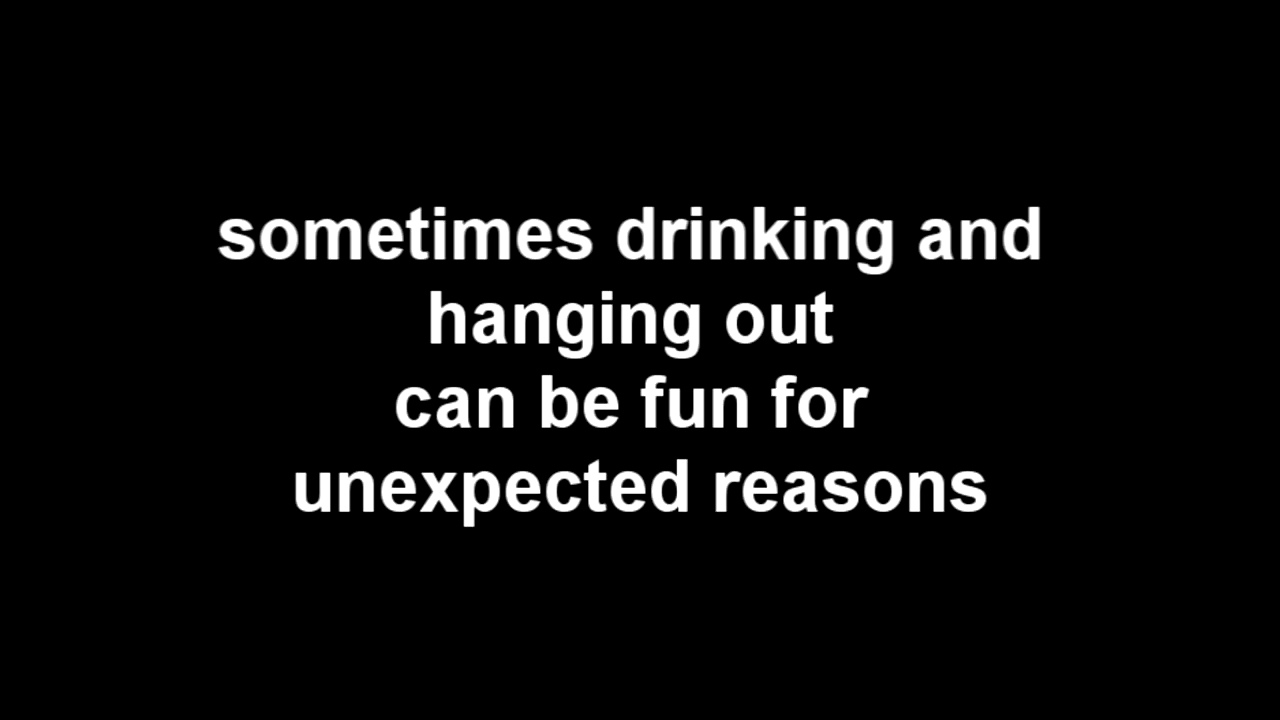 sometimes drinking and
hanging out
can be fun for
unexpected reasons